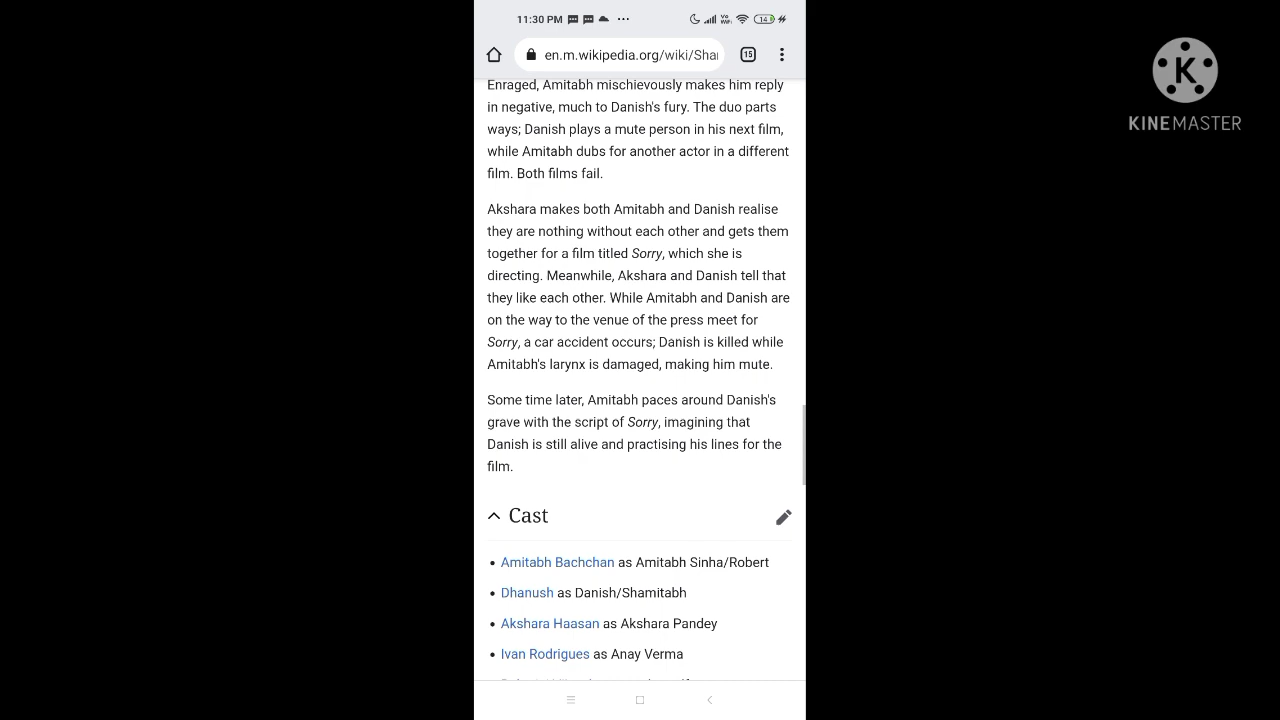 11:30 PM
Vo
WiFi
14
en.m.wikipedia.org/wiki/Sha
15
K
KINEMASTER
Enraged, Amitabh mischievously makes him reply
in negative, much to Danish's fury. The duo parts
ways; Danish plays a mute person in his next film,
while Amitabh dubs for another actor in a different
film. Both films fail.
Akshara makes both Amitabh and Danish realise
they are nothing without each other and gets them
together for a film titled Sorry, which she is
directing. Meanwhile, Akshara and Danish tell that
they like each other. While Amitabh and Danish are
on the way to the venue of the press meet for
Sorry, a car accident occurs; Danish is killed while
Amitabh's larynx is damaged, making him mute.
Some time later, Amitabh paces around Danish's
grave with the script of Sorry, imagining that
Danish is still alive and practising his lines for the
film.
Cast
• Amitabh Bachchan as Amitabh Sinha/Robert
• Dhanush as Danish/Shamitabh
• Akshara Haasan as Akshara Pandey
• Ivan Rodrigues as Anay Verma